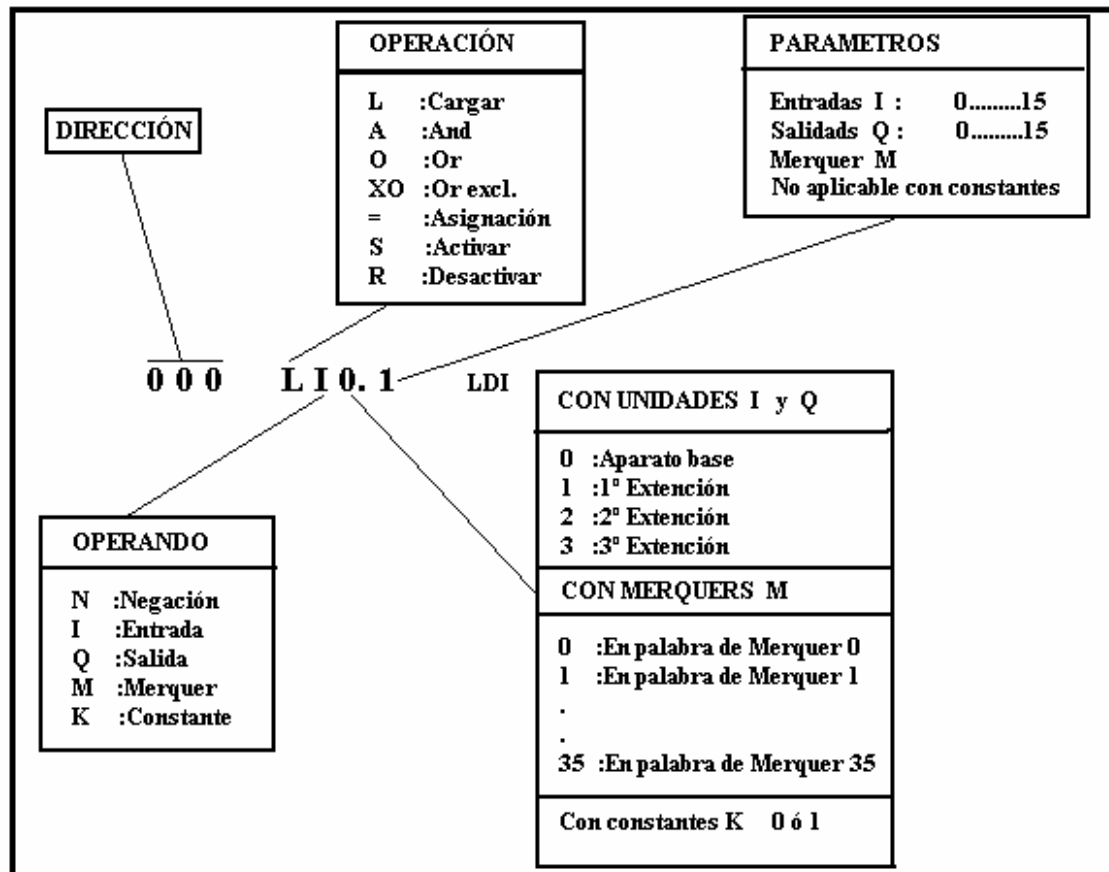 OPERACIÓN
L :Cargar
A :And
O :Or
XO :Or excl.
= :Asignación
S :Activar
R :Desactivar
PARAMETROS
Entradas I : 0.........15
Salidads Q : 0.........15
Merquer M
No aplicable con constantes
DIRECCIÓN
0 0 0 L I 0. 1 LDI
OPERANDO
N :Negación
I :Entrada
Q :Salida
M :Merquer
K :Constante
CON UNIDADES I y Q
0 :Aparato base
1 :1º Extención
2 :2º Extención
3 :3º Extención
CON MERQUERS M
0 :En palabra de Merquer 0
1 :En palabra de Merquer 1
.
.
35 :En palabra de Merquer 35
Con constantes K 0 ó 1